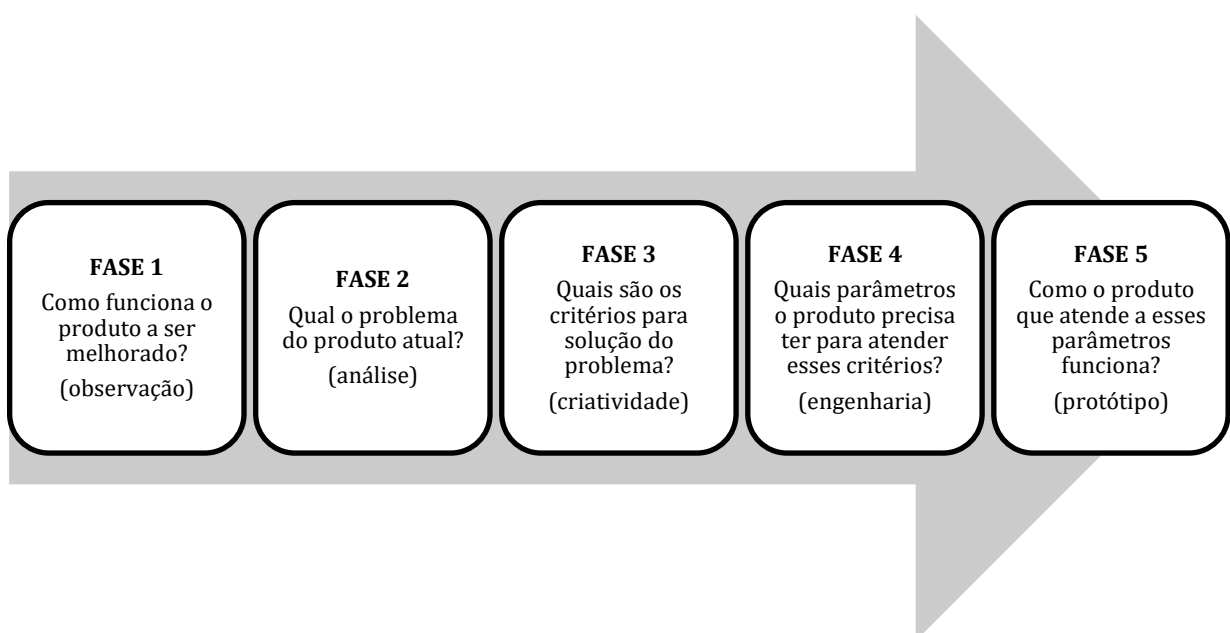 FASE 1
Como funciona o
produto a ser
melhorado?
(observação)
FASE 2
Qual o problema
do produto atual?
(análise)
FASE 3
Quais são os
critérios para
solução do
problema?
(criatividade)
FASE 4
Quais parâmetros
o produto precisa
ter para atender
esses critérios?
(engenharia)
FASE 5
Como o produto
que atende a esses
parâmetros
funciona?
(protótipo)